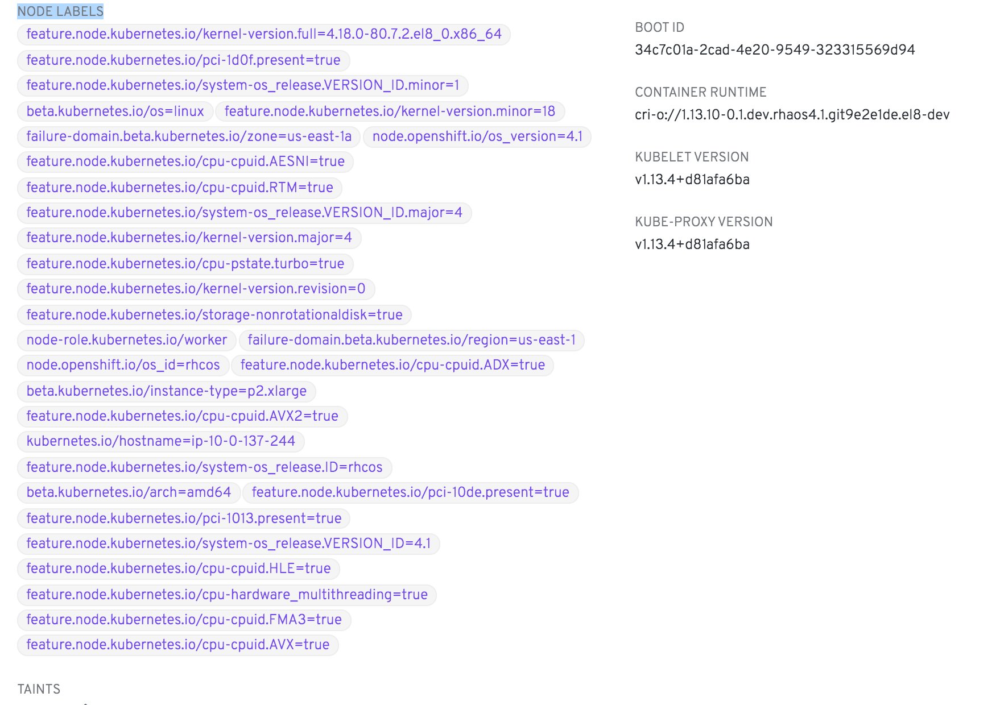 NODE LABELS
feature.node.kubernetes.io/kernel-version.full=4.18.0-80.7.2.el8_0.x86_64
feature.node.kubernetes.io/pci-1d0f.present=true
feature.node.kubernetes.io/system-os_release.VERSION_ID.minor=1
beta.kubernetes.io/os=linux feature.node.kubernetes.io/kernel-version.minor=18
failure-domain.beta.kubernetes.io/zone=us-east-1a node.openshift.io/os_version=4.1
feature.node.kubernetes.io/cpu-cpuid.AESNI=true
feature.node.kubernetes.io/cpu-cpuid.RTM=true
feature.node.kubernetes.io/system-os_release.VERSION_ID.major=4
feature.node.kubernetes.io/kernel-version.major=4
feature.node.kubernetes.io/cpu-pstate.turbo=true
feature.node.kubernetes.io/kernel-version.revision=0
feature.node.kubernetes.io/storage-nonrotationaldisk=true
node-role.kubernetes.io/worker failure-domain.beta.kubernetes.io/region=us-east-1
node.openshift.io/os_id=rhcos feature.node.kubernetes.io/cpu-cpuid.ADX=true
beta.kubernetes.io/instance-type=p2.xlarge
feature.node.kubernetes.io/cpu-cpuid.AVX2=true
kubernetes.io/hostname=ip-10-0-137-244
feature.node.kubernetes.io/system-os_release.ID=rhcos
beta.kubernetes.io/arch=amd64 feature.node.kubernetes.io/pci-10de.present=true
feature.node.kubernetes.io/pci-1013.present=true
feature.node.kubernetes.io/system-os_release.VERSION_ID=4.1
feature.node.kubernetes.io/cpu-cpuid.HLE=true
feature.node.kubernetes.io/cpu-hardware_multithreading=true
feature.node.kubernetes.io/cpu-cpuid.FMA3=true
feature.node.kubernetes.io/cpu-cpuid.AVX=true
TAINTS
BOOT ID
34c7c01a-2cad-4e20-9549-323315569d94
CONTAINER RUNTIME
cri-o://1.13.10-0.1.dev.rhaos4.1.git9e2e1de.el8-dev
KUBELET VERSION
v1.13.4+d81afa6ba
KUBE-PROXY VERSION
v1.13.4+d81afa6ba